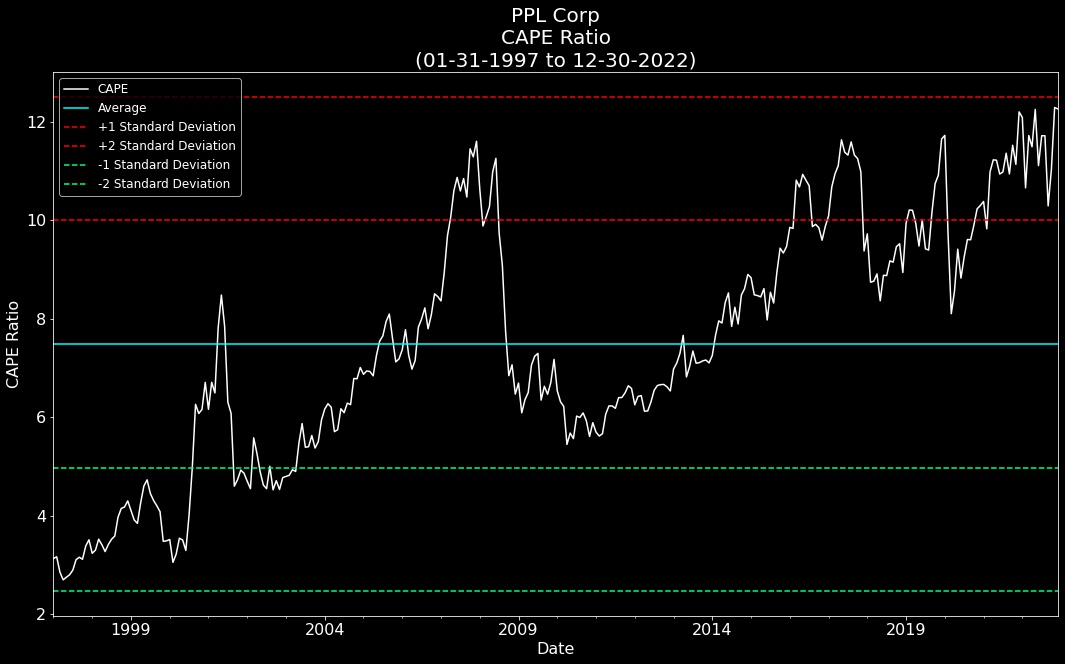 PPL Corp
CAPE Ratio
(01-31-1997 to 12-30-2022)
CAPE
Average
+1 Standard Deviation
+2 Standard Deviation
-1 Standard Deviation
-2 Standard Deviation
CAPE Ratio
12
10
8
6
4
2
1999 2004 2009 2014 2019
Date